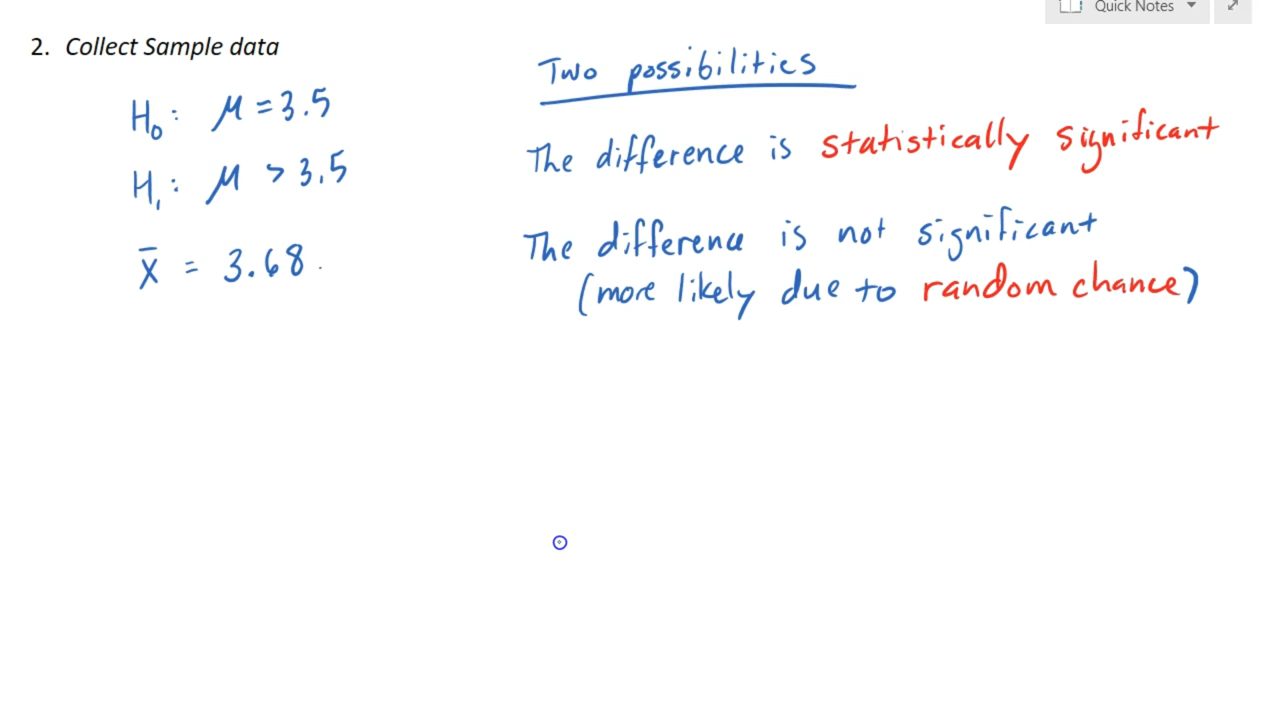 Quick Notes
2. Collect Sample data
H₀: μ = 3.5
H₁: μ > 3.5
x̄ = 3.68
Two possibilities
The difference is statistically significant
The difference is not significant
(more likely due to random chance)